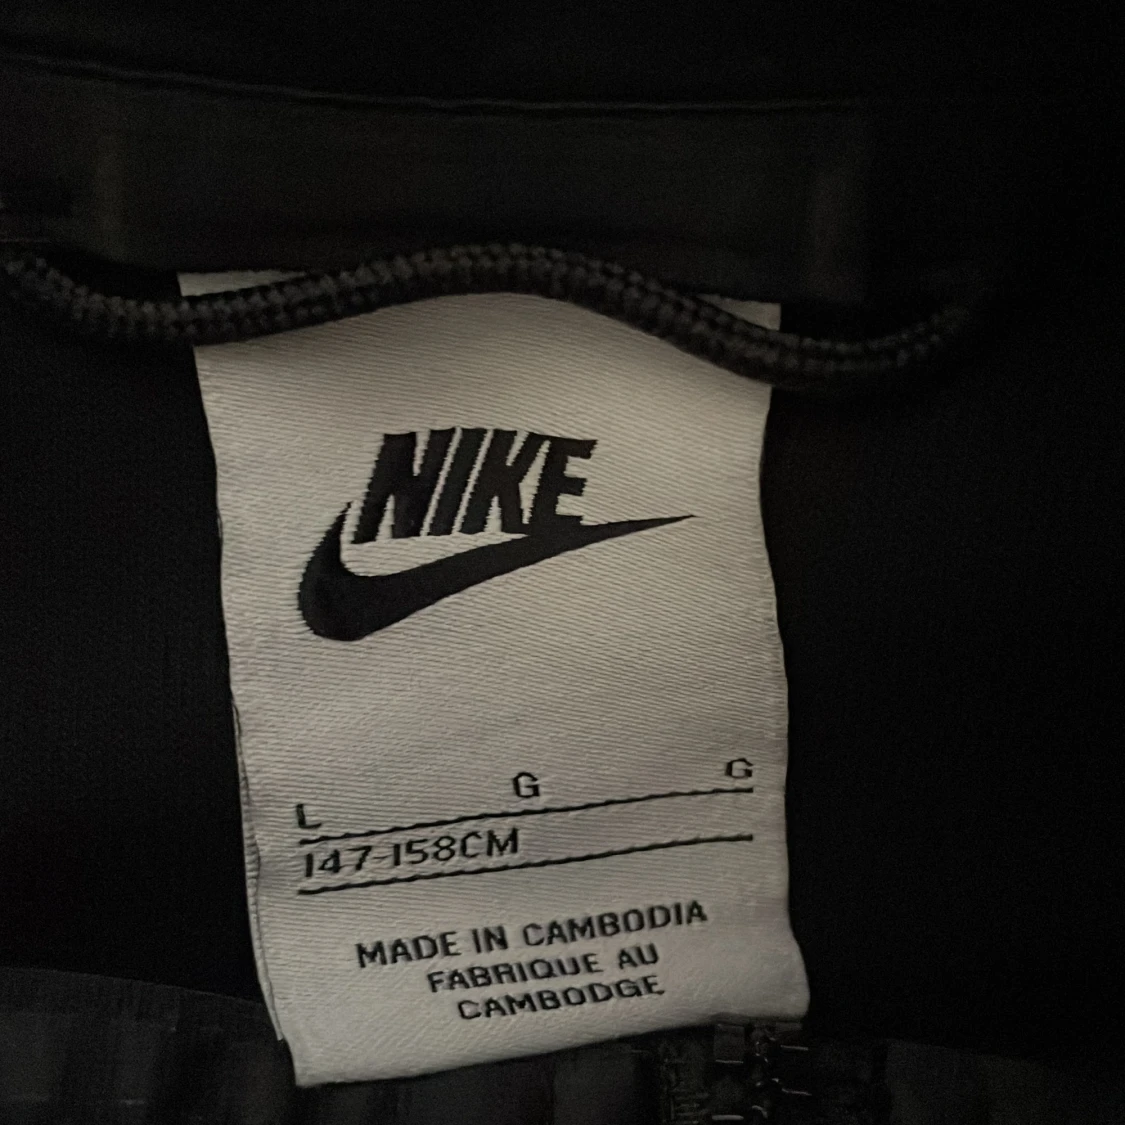 NIKE
L G G
147-158CM
MADE IN CAMBODIA
FABRIQUE AU
CAMBODGE